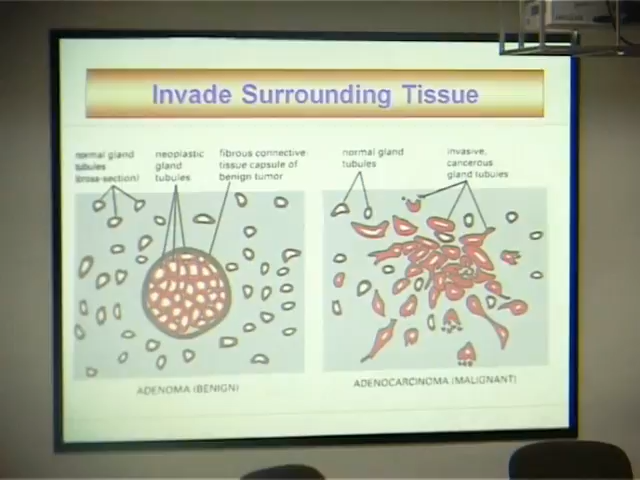 Invade Surrounding Tissue
normal gland
tubules
(cross-section)
neoplastic
gland
tubules
fibrous connective
tissue capsule of
benign tumor
normal gland
tubules
invasive,
cancerous
gland tubules
ADENOMA (BENIGN)
ADENOCARCINOMA (MALIGNANT)